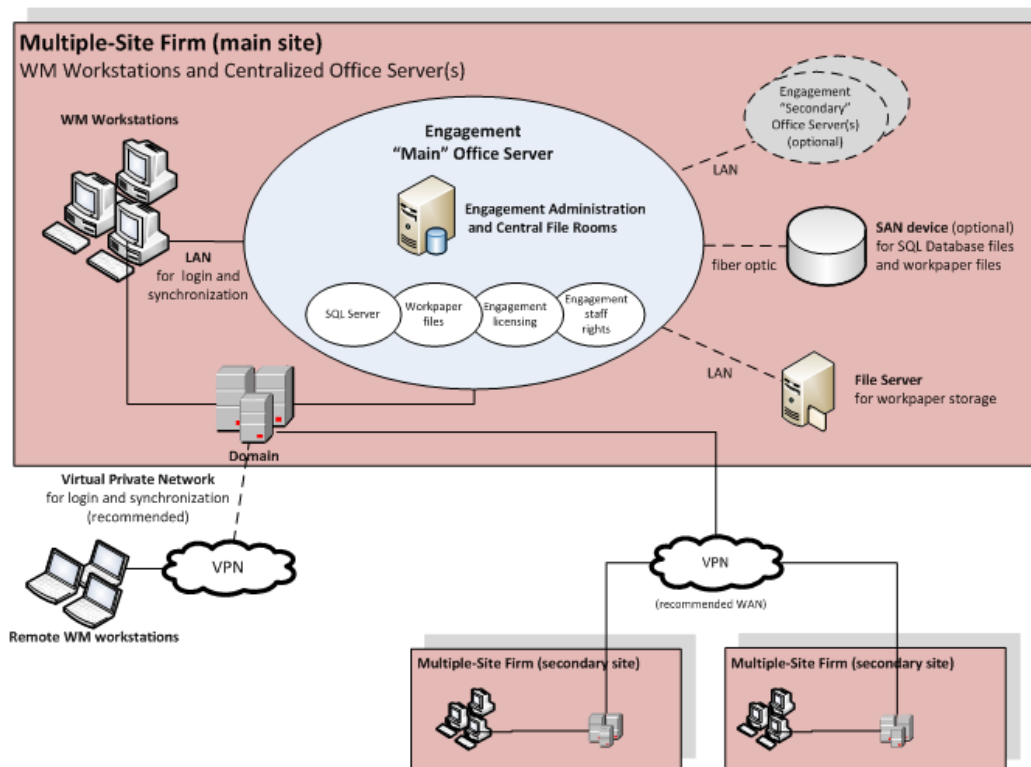 Multiple-Site Firm (main site)
WM Workstations and Centralized Office Server(s)
WM Workstations
Engagement
"Main" Office Server
Engagement Administration
and Central File Rooms
SQL Server
Workpaper
files
Engagement
licensing
Engagement
staff
rights
LAN
for login and
synchronization
Engagement
"Secondary"
Office Server(s)
(optional)
LAN
SAN device (optional)
for SQL Database files
and workpaper files
fiber optic
LAN
File Server
for workpaper storage
Domain
Virtual Private Network
for login and synchronization
(recommended)
VPN
Remote WM workstations
VPN
(recommended WAN)
Multiple-Site Firm (secondary site)
Multiple-Site Firm (secondary site)